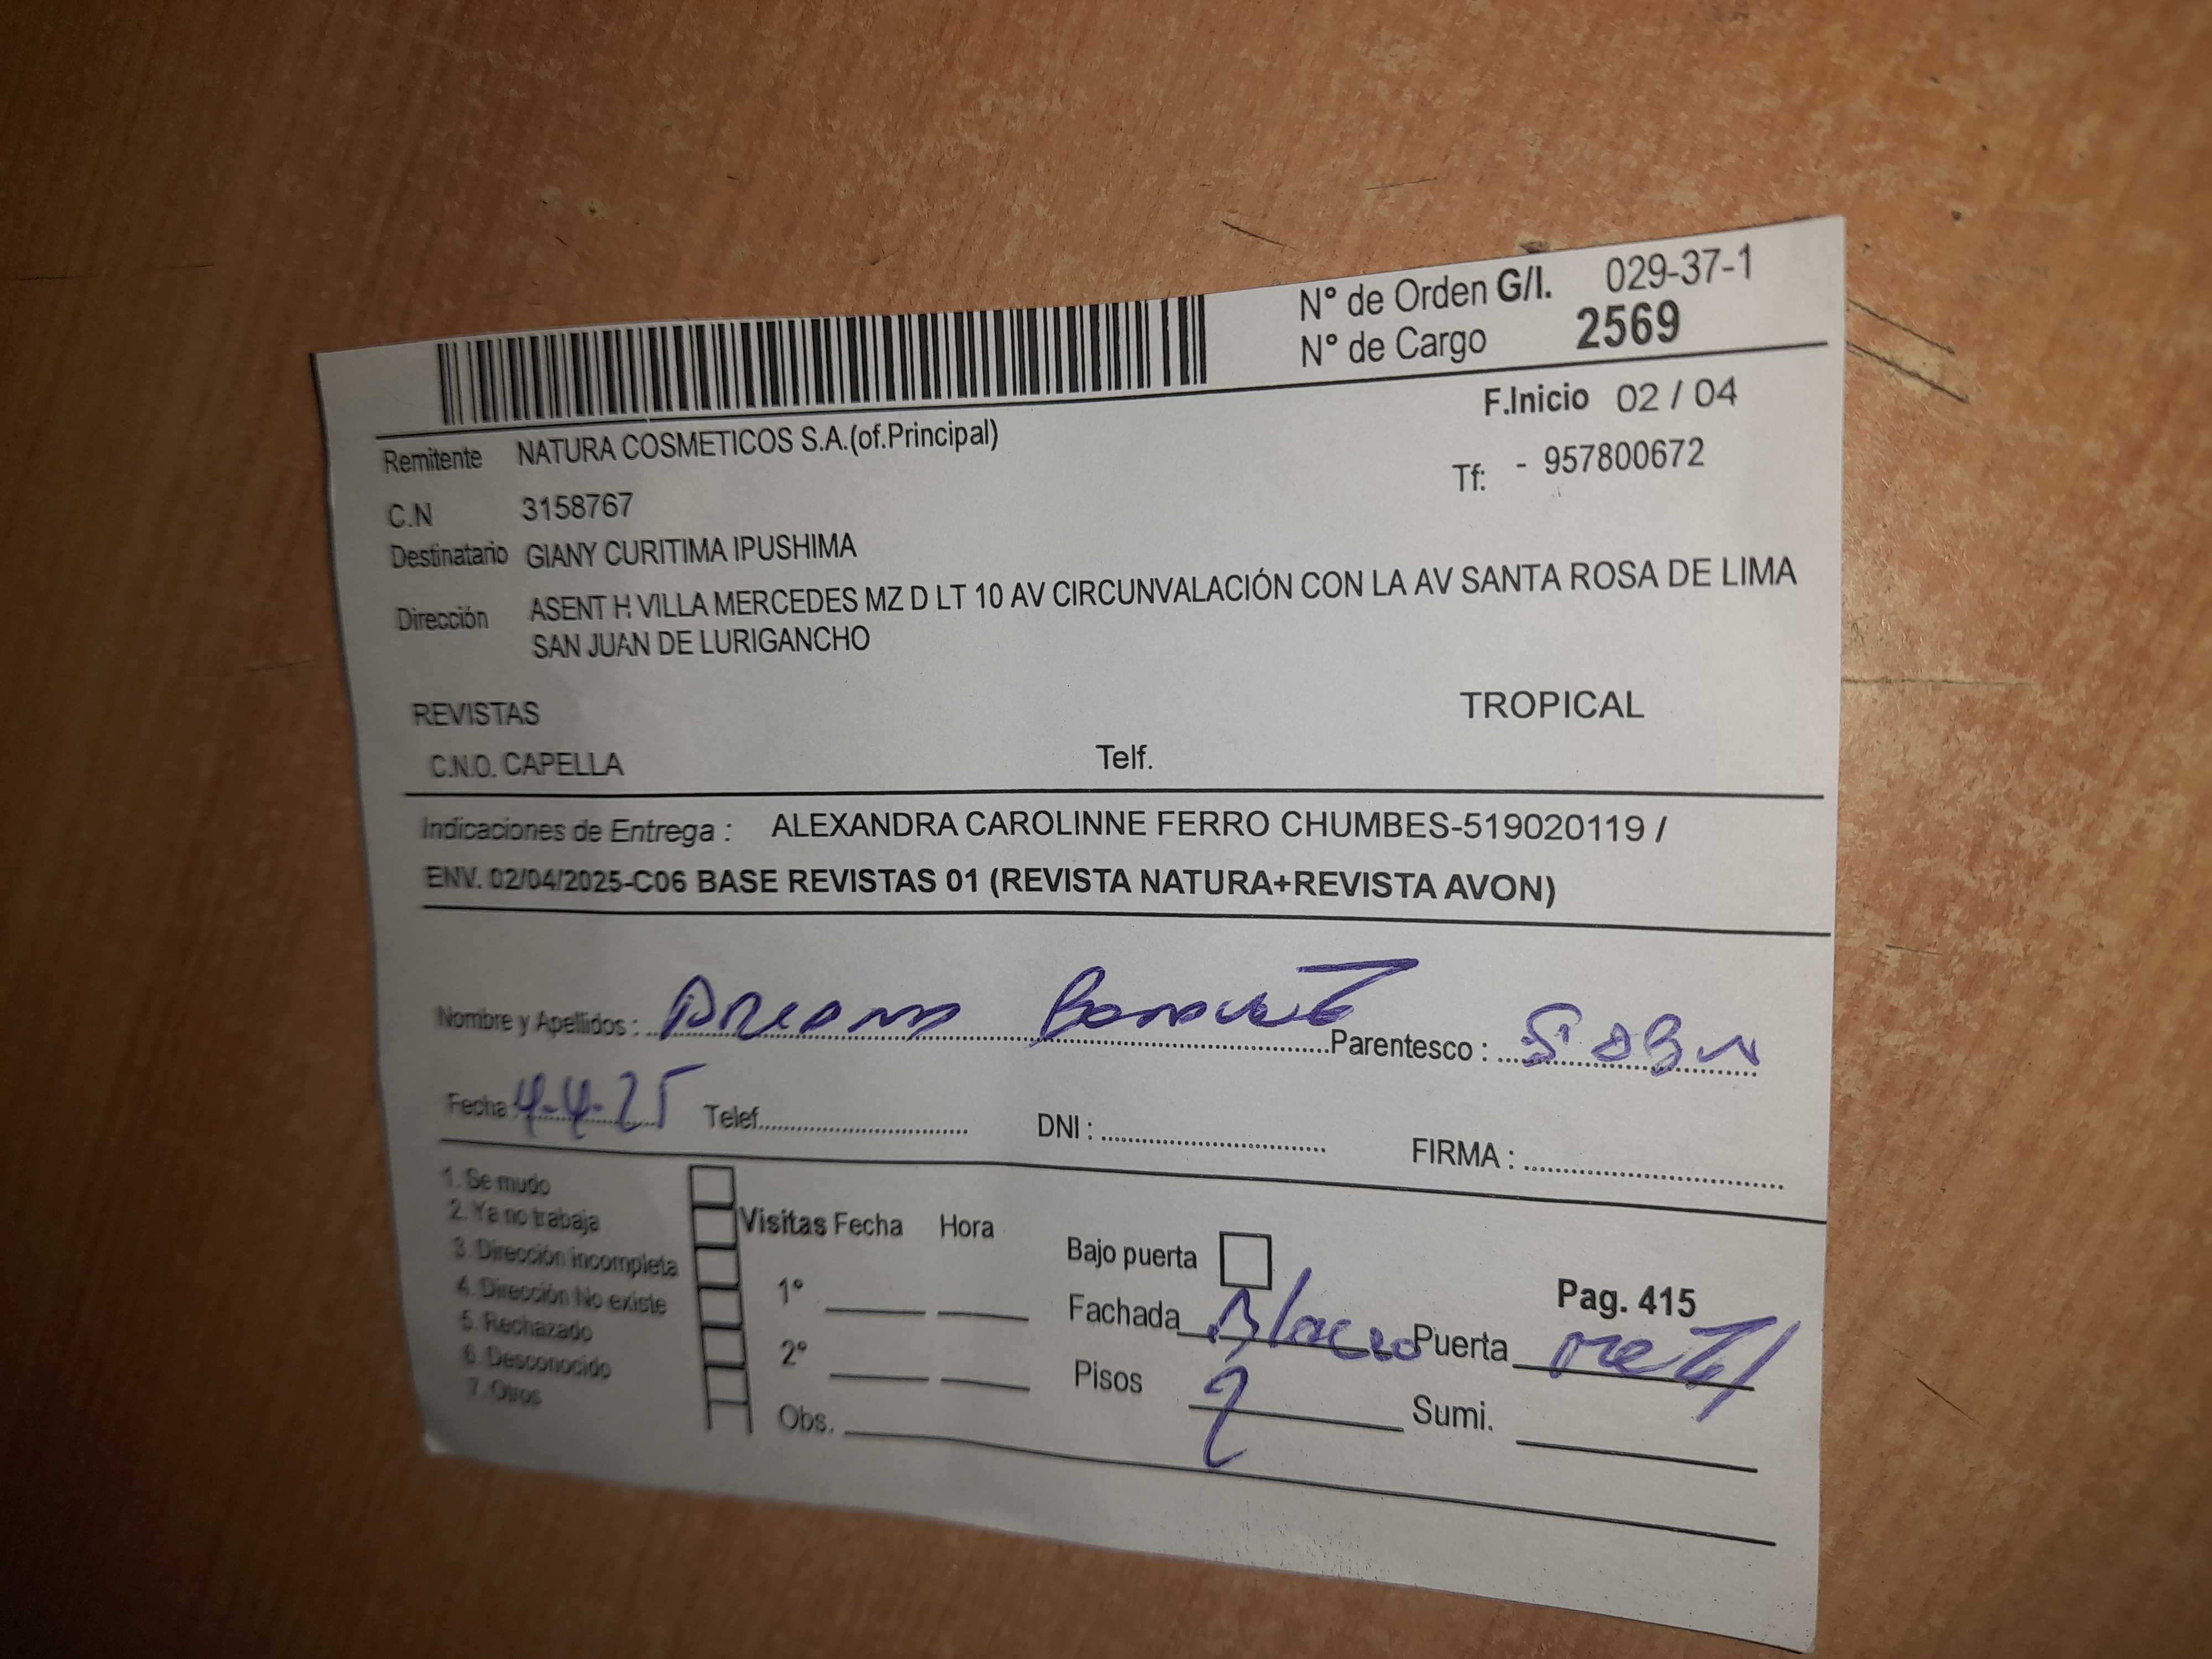 N° de Orden G/I. 029-37-1
N° de Cargo 2569
F.Inicio 02 / 04
Remitente NATURA COSMETICOS S.A.(of.Principal)
Tf: - 957800672
C.N 3158767
Destinatario GIANY CURITIMA IPUSHIMA
Dirección ASENT H VILLA MERCEDES MZ D LT 10 AV CIRCUNVALACIÓN CON LA AV SANTA ROSA DE LIMA
SAN JUAN DE LURIGANCHO
REVISTAS TROPICAL
C.N.O. CAPELLA Telf.
Indicaciones de Entrega : ALEXANDRA CAROLINNE FERRO CHUMBES-519020119 /
ENV. 02/04/2025-C06 BASE REVISTAS 01 (REVISTA NATURA+REVISTA AVON)
Nombre y Apellidos : Parentesco :
Fecha 4-4-25 Telef. DNI : FIRMA :
1. Se mudo
2. Ya no trabaja
3. Dirección incompleta
4. Dirección No existe
5. Rechazado
6. Desconocido
7. Otros
Visitas Fecha Hora
1°
2°
Obs.
Bajo puerta
Pag. 415
Fachada Blanco Puerta metal
Pisos 2 Sumi.